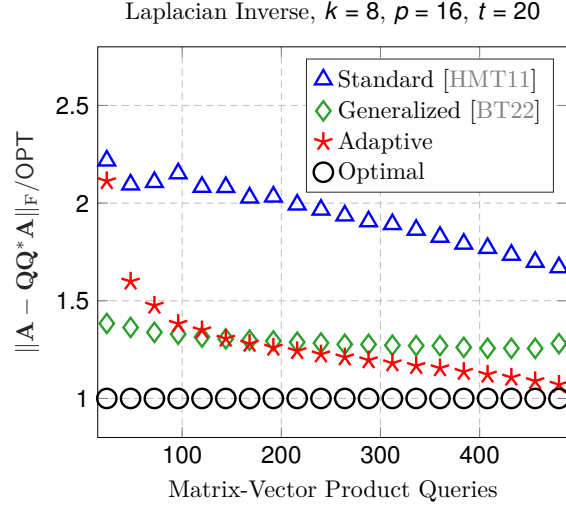 Laplacian Inverse, k = 8, p = 16, t = 20
‖A − QQ*A‖F/OPT
2.5
2
1.5
1
Standard [HMT11]
Generalized [BT22]
Adaptive
Optimal
100 200 300 400
Matrix-Vector Product Queries